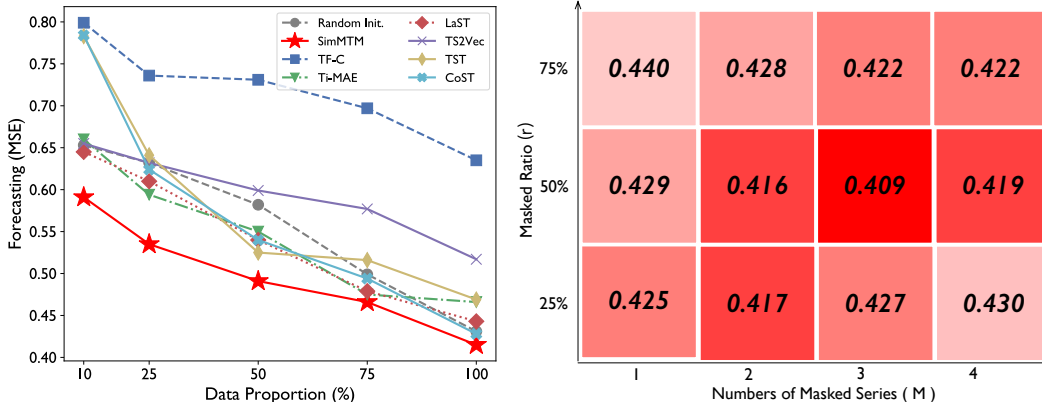 0.80
0.75
0.70
0.65
0.60
0.55
0.50
0.45
0.40
Forecasting (MSE)
Random Init.
SimMTM
TF-C
Ti-MAE
LaST
TS2Vec
TST
CoST
10
25
50
75
100
Data Proportion (%)
Masked Ratio (r)
75%
0.440 0.428 0.422 0.422
50%
0.429 0.416 0.409 0.419
25%
0.425 0.417 0.427 0.430
1 2 3 4
Numbers of Masked Series ( M )